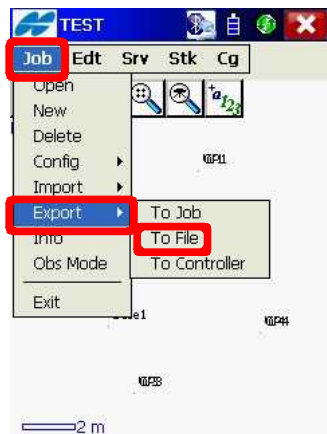 TEST
Job Edt Srv Stk Cg
Open
New
Delete
Config
Import
Export
To Job
Info
To File
Obs Mode
To Controller
Exit
2 m